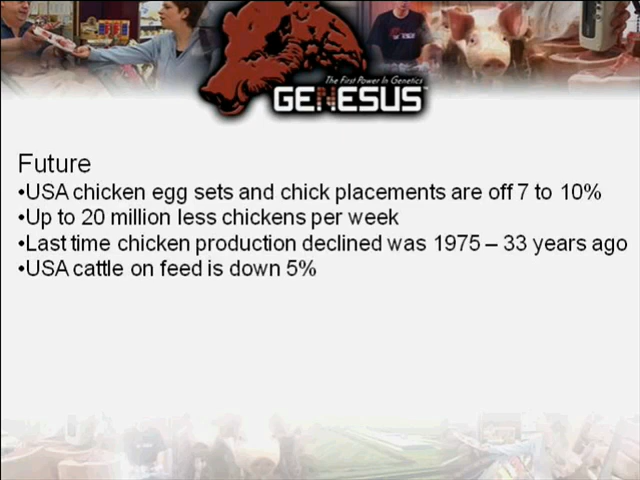 The First Power In Genetics
GENESUS
Future
•USA chicken egg sets and chick placements are off 7 to 10%
•Up to 20 million less chickens per week
•Last time chicken production declined was 1975 – 33 years ago
•USA cattle on feed is down 5%